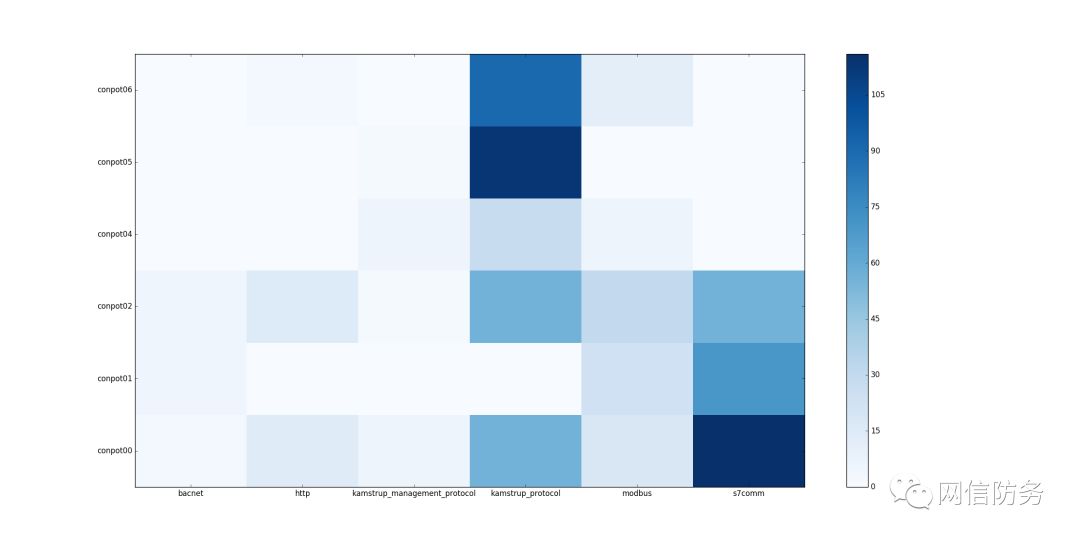 conpot06
conpot05
conpot04
conpot02
conpot01
conpot00
bacnet http kamstrup_management_protocol kamstrup_protocol modbus s7comm
105
90
75
60
45
30
15
0
网信防务